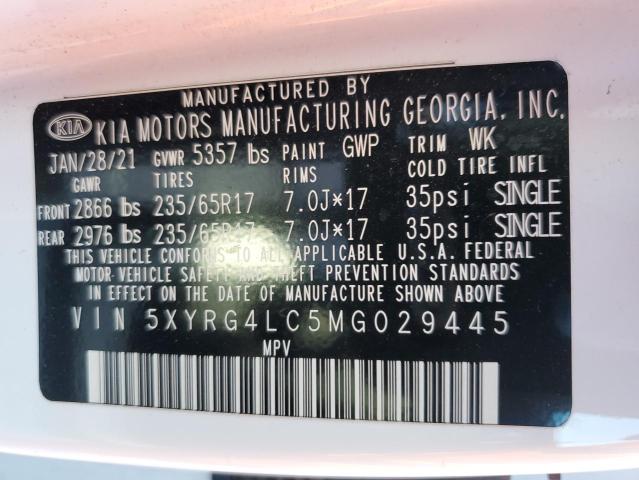 MANUFACTURED BY
KIA KIA MOTORS MANUFACTURING GEORGIA, INC.
JAN/28/21 GVWR 5357 lbs PAINT GWP TRIM WK
GAWR TIRES RIMS COLD TIRE INFL
FRONT 2866 lbs 235/65R17 7.0J*17 35psi SINGLE
REAR 2976 lbs 235/65R17 7.0J*17 35psi SINGLE
THIS VEHICLE CONFORMS TO ALL APPLICABLE U.S.A. FEDERAL
MOTOR-VEHICLE SAFETY AND THEFT PREVENTION STANDARDS
IN EFFECT ON THE DATE OF MANUFACTURE SHOWN ABOVE
VIN 5XYRG4LC5MG029445
MPV